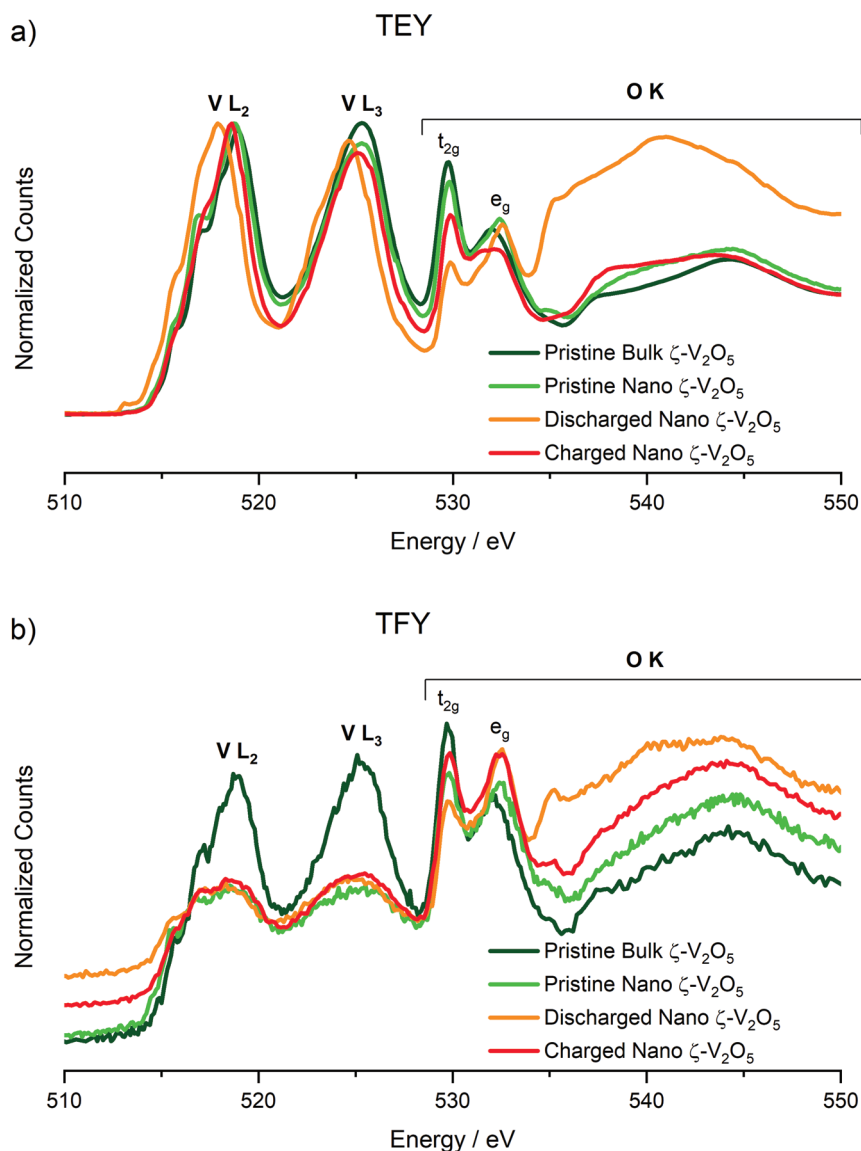 a)
TEY
V L₂
V L₃
O K
t₂g
e_g
Normalized Counts
Pristine Bulk ζ-V₂O₅
Pristine Nano ζ-V₂O₅
Discharged Nano ζ-V₂O₅
Charged Nano ζ-V₂O₅
510 520 530 540 550
Energy / eV
b)
TFY
O K
V L₂
V L₃
t₂g
e_g
Normalized Counts
Pristine Bulk ζ-V₂O₅
Pristine Nano ζ-V₂O₅
Discharged Nano ζ-V₂O₅
Charged Nano ζ-V₂O₅
510 520 530 540 550
Energy / eV